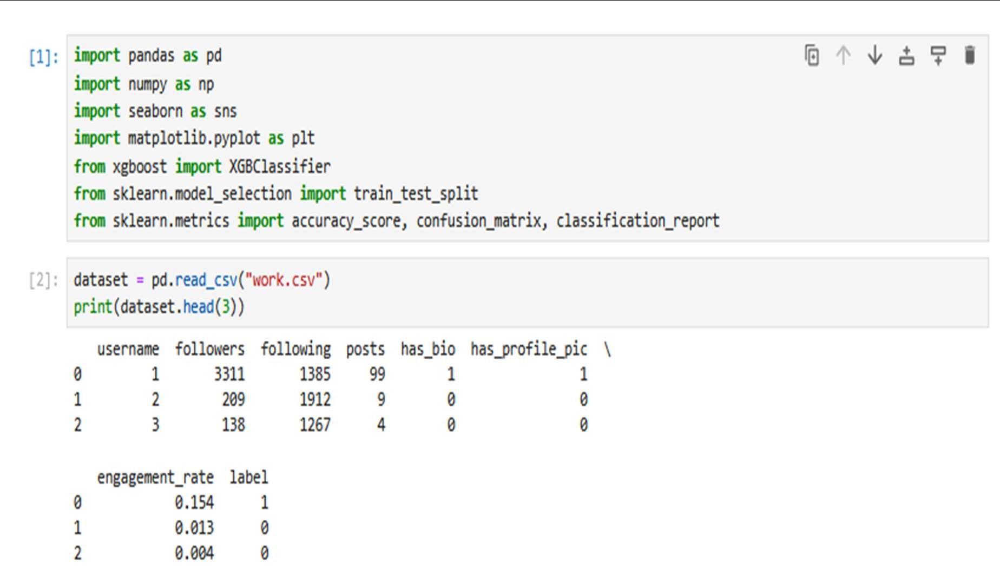 [1]: import pandas as pd
import numpy as np
import seaborn as sns
import matplotlib.pyplot as plt
from xgboost import XGBClassifier
from sklearn.model_selection import train_test_split
from sklearn.metrics import accuracy_score, confusion_matrix, classification_report
[2]: dataset = pd.read_csv("work.csv")
print(dataset.head(3))
username followers following posts has_bio has_profile_pic \
0 1 3311 1385 99 1 1
1 2 209 1912 9 0 0
2 3 138 1267 4 0 0
engagement_rate label
0 0.154 1
1 0.013 0
2 0.004 0